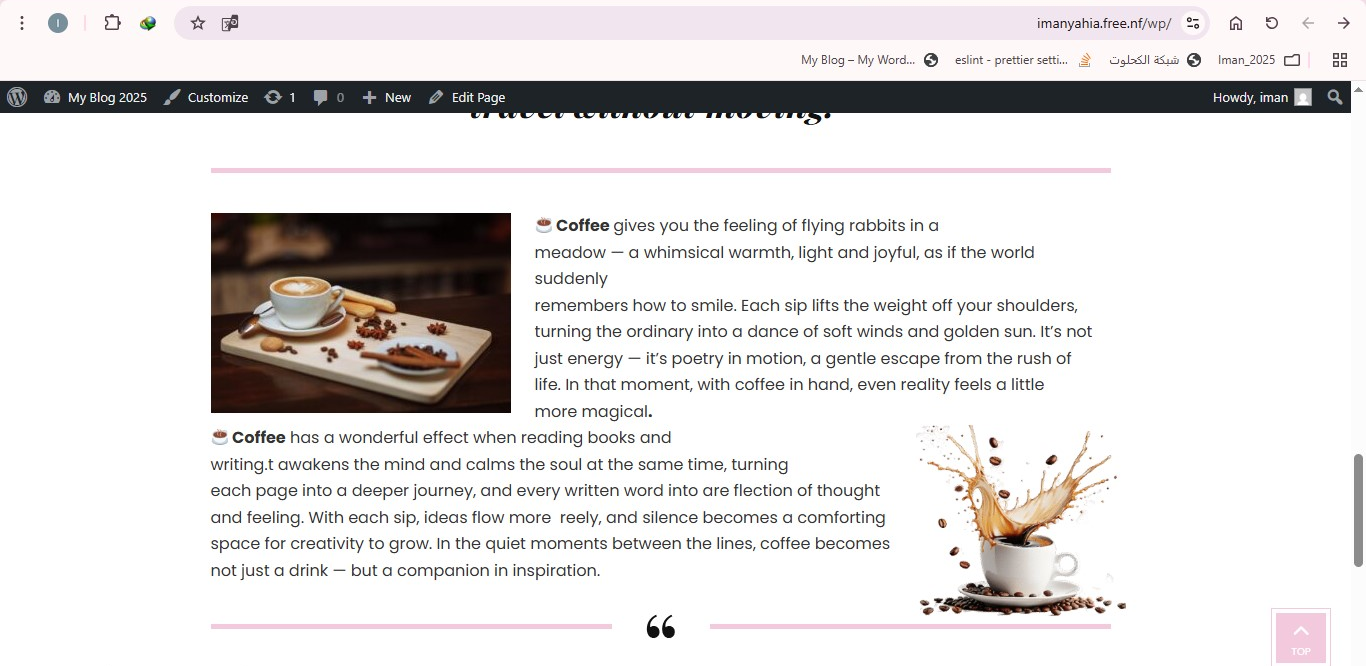 imanyahia.free.nf/wp/
My Blog – My Wor... eslint - prettier setti... شبكة الكحلوت Iman_2025
My Blog 2025 Customize 1 0 New Edit Page Howdy, iman
travel without moving.
☕ Coffee gives you the feeling of flying rabbits in a
meadow — a whimsical warmth, light and joyful, as if the world
suddenly
remembers how to smile. Each sip lifts the weight off your shoulders,
turning the ordinary into a dance of soft winds and golden sun. It’s not
just energy — it’s poetry in motion, a gentle escape from the rush of
life. In that moment, with coffee in hand, even reality feels a little
more magical.
☕ Coffee has a wonderful effect when reading books and
writing.t awakens the mind and calms the soul at the same time, turning
each page into a deeper journey, and every written word into are flection of thought
and feeling. With each sip, ideas flow more  reely, and silence becomes a comforting
space for creativity to grow. In the quiet moments between the lines, coffee becomes
not just a drink — but a companion in inspiration.
“
TOP